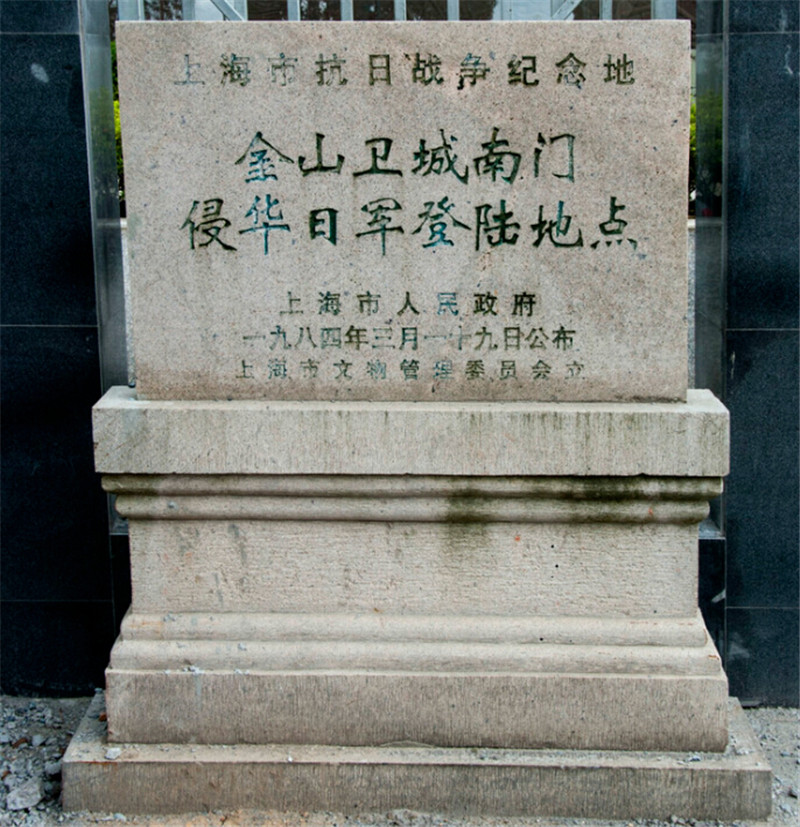 上海市抗日战争纪念地
金山卫城南门
侵华日军登陆地点
上海市人民政府
一九八四年三月一十九日公布
上海市文物管理委员会立